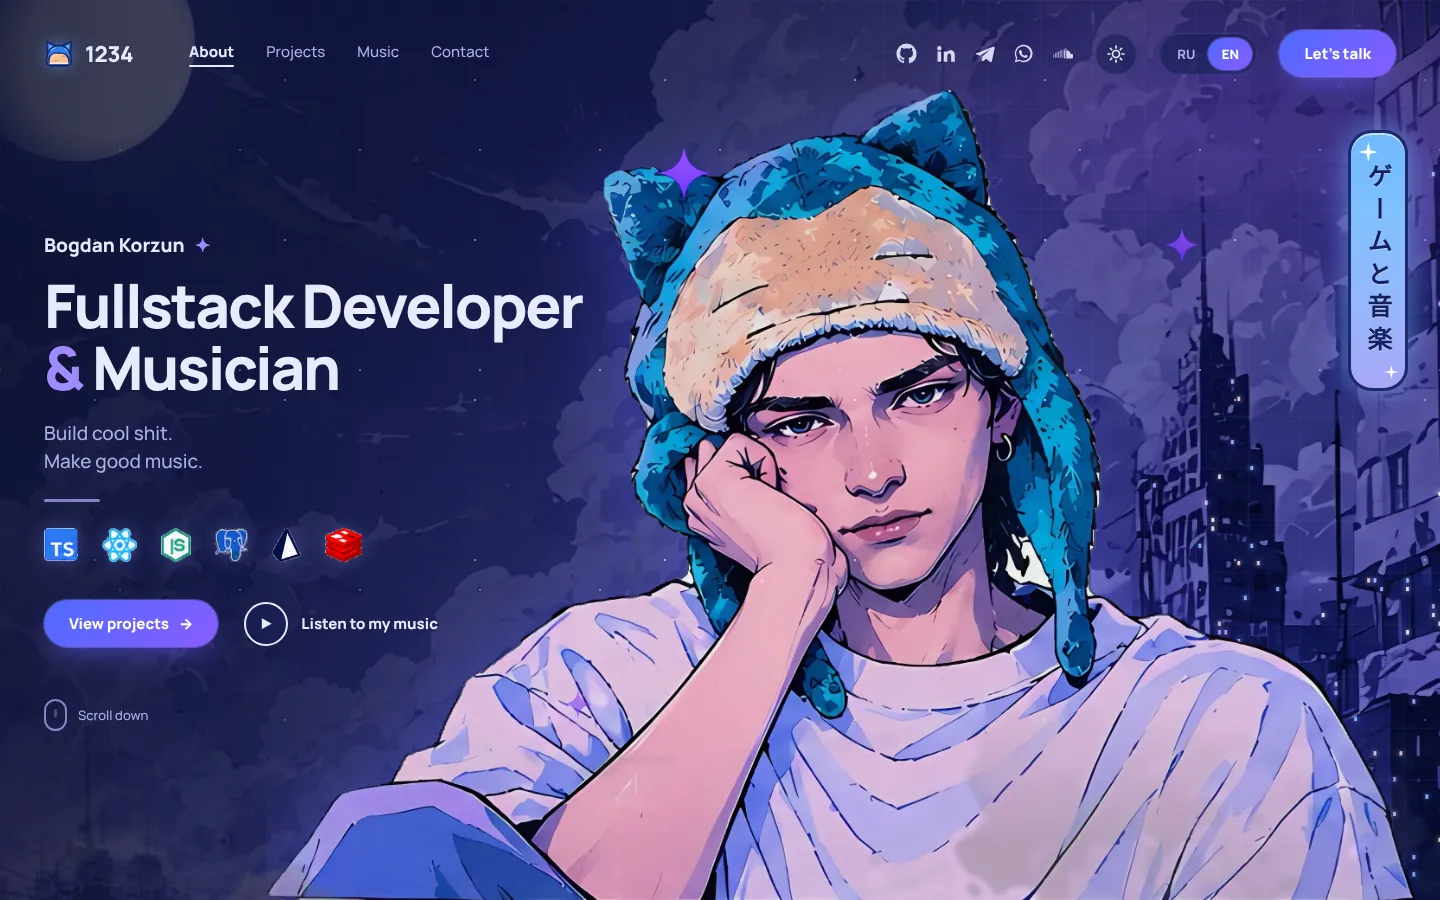 1234
About
Projects
Music
Contact
RU
EN
Let's talk
ゲームと音楽
Bogdan Korzun
Fullstack Developer
& Musician
Build cool shit.
Make good music.
TS
JS
View projects →
Listen to my music
Scroll down